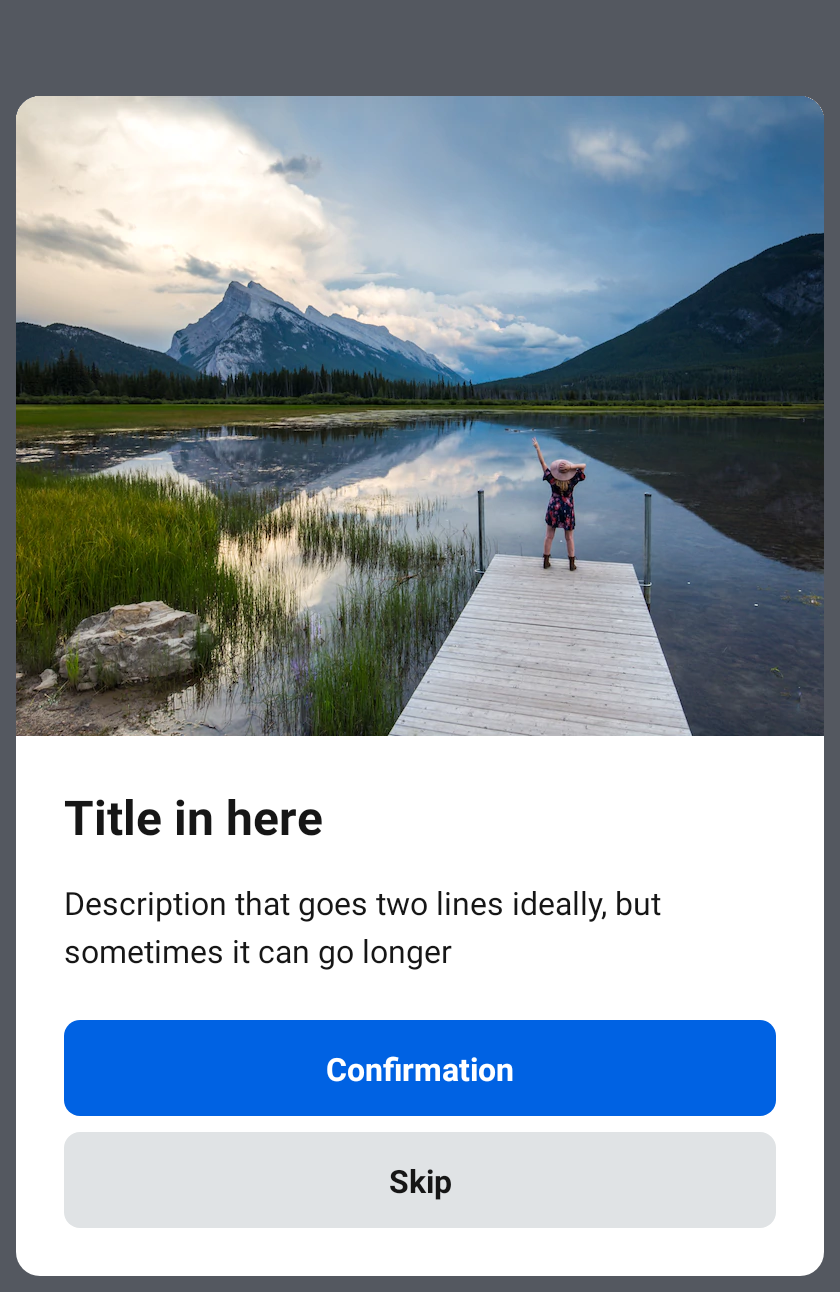 Title in here
Description that goes two lines ideally, but
sometimes it can go longer
Confirmation
Skip